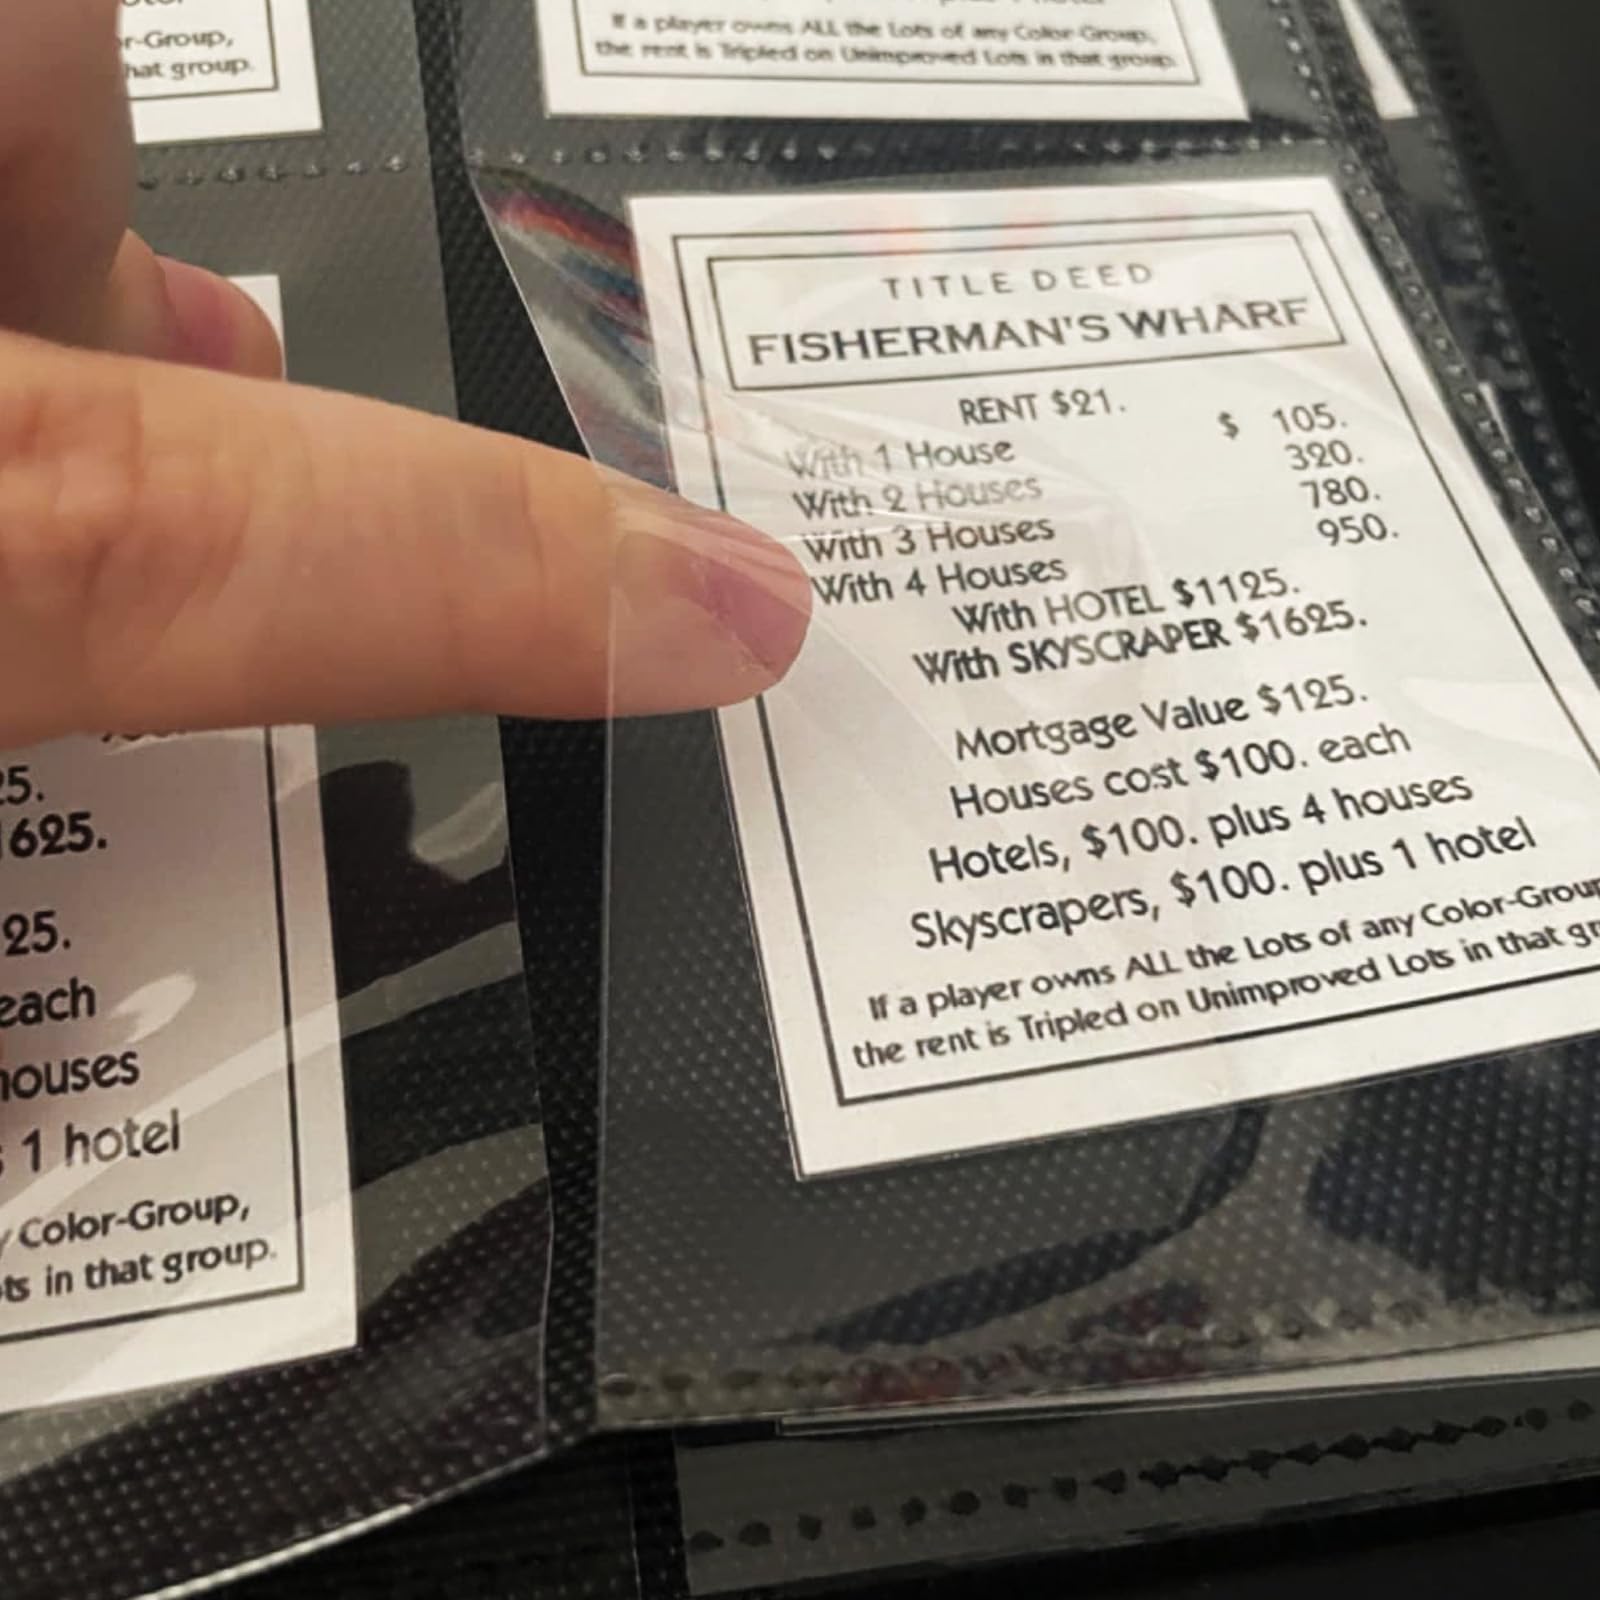 r-Group,
hat group.
If a player owns ALL the Lots of any Color-Group,
the rent is Tripled on Unimproved Lots in that group.
TITLE DEED
FISHERMAN'S WHARF
RENT $21.
With 1 House $ 105.
With 2 Houses 320.
With 3 Houses 780.
With 4 Houses 950.
With HOTEL $1125.
With SKYSCRAPER $1625.
Mortgage Value $125.
Houses cost $100. each
Hotels, $100. plus 4 houses
Skyscrapers, $100. plus 1 hotel
If a player owns ALL the Lots of any Color-Group
the rent is Tripled on Unimproved Lots in that gr
25.
1625.
25.
each
houses
1 hotel
Color-Group,
ts in that group.